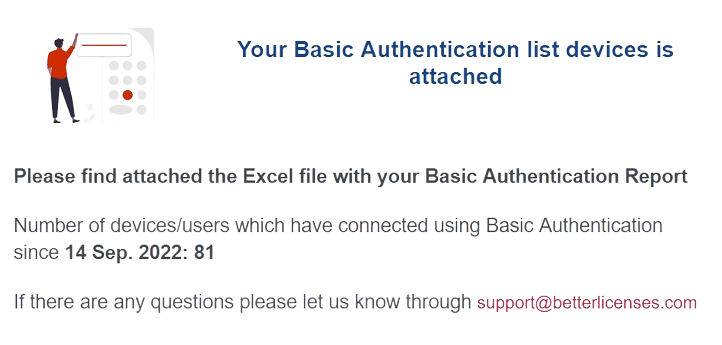 Your Basic Authentication list devices is
attached
Please find attached the Excel file with your Basic Authentication Report
Number of devices/users which have connected using Basic Authentication
since 14 Sep. 2022: 81
If there are any questions please let us know through support@betterlicenses.com